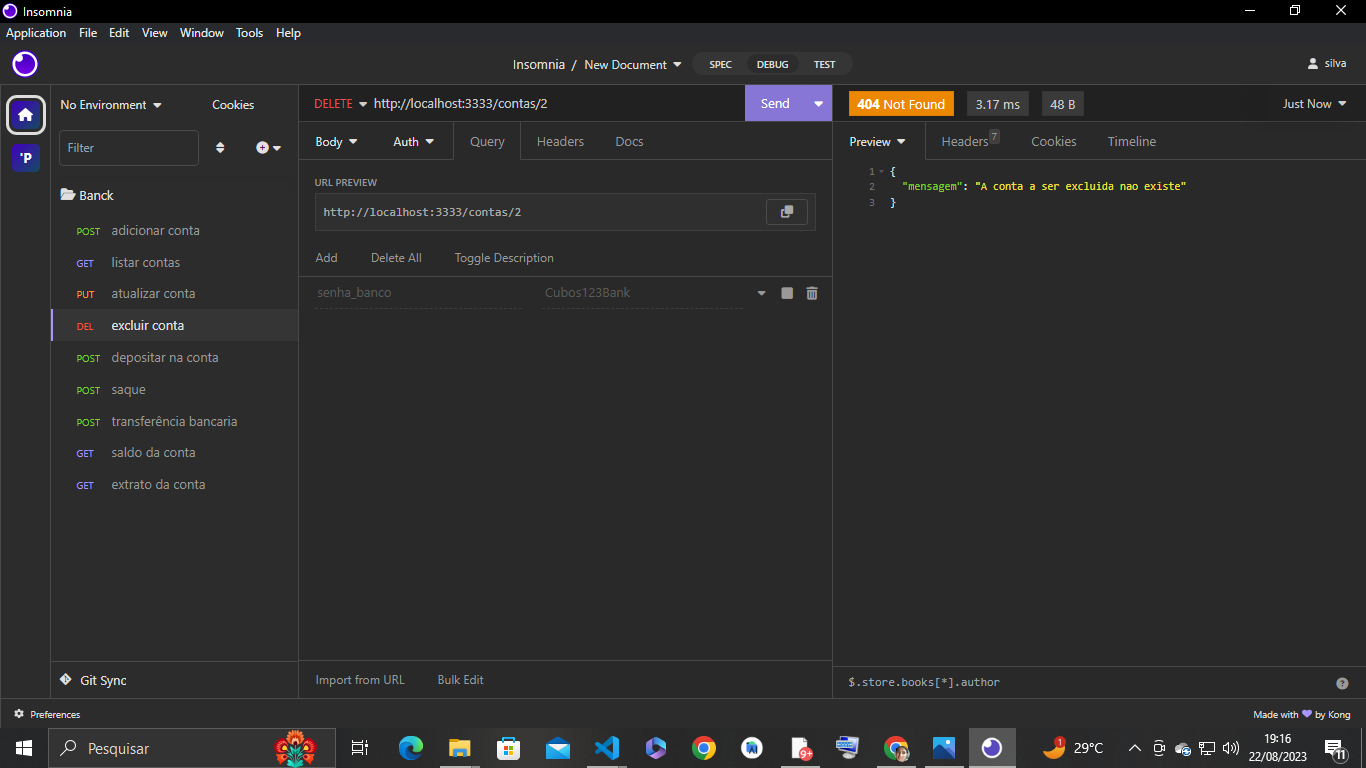 Insomnia
Application File Edit View Window Tools Help
Insomnia / New Document SPEC DEBUG TEST silva
No Environment Cookies
DELETE http://localhost:3333/contas/2 Send
404 Not Found 3.17 ms 48 B Just Now
'P
Filter
Body Auth Query Headers Docs
Preview Headers 7 Cookies Timeline
URL PREVIEW
http://localhost:3333/contas/2
Add Delete All Toggle Description
senha_banco Cubos123Bank
1 {
2 "mensagem": "A conta a ser excluida nao existe"
3 }
Banck
POST adicionar conta
GET listar contas
PUT atualizar conta
DEL excluir conta
POST depositar na conta
POST saque
POST transferência bancaria
GET saldo da conta
GET extrato da conta
Git Sync
Import from URL Bulk Edit
$.store.books[*].author
Preferences
Made with by Kong
Pesquisar
9+
1
29°C
19:16
22/08/2023
11